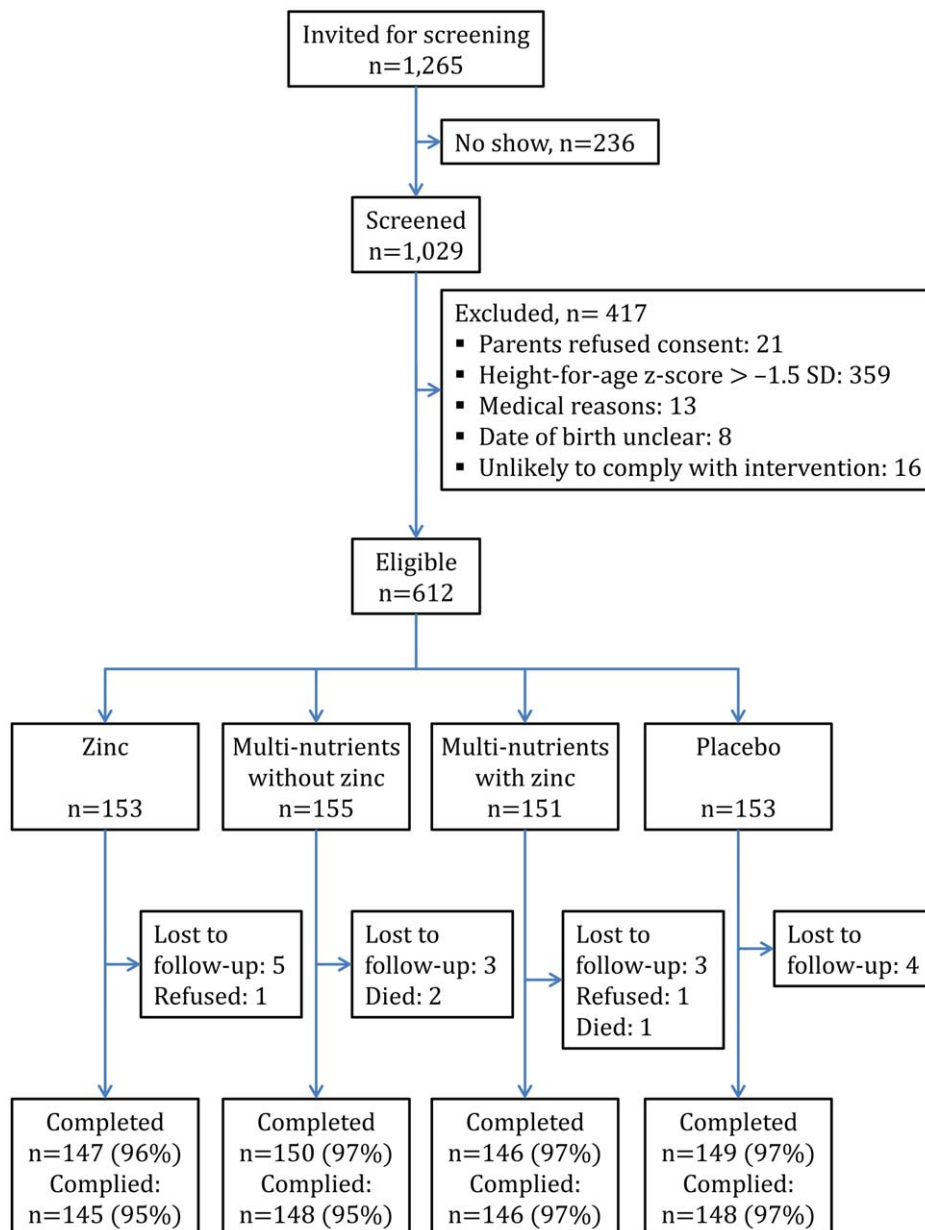 Invited for screening
n=1,265
No show, n=236
Screened
n=1,029
Excluded, n= 417
▪ Parents refused consent: 21
▪ Height-for-age z-score > –1.5 SD: 359
▪ Medical reasons: 13
▪ Date of birth unclear: 8
▪ Unlikely to comply with intervention: 16
Eligible
n=612
Zinc
n=153
Multi-nutrients
without zinc
n=155
Multi-nutrients
with zinc
n=151
Placebo
n=153
Lost to
follow-up: 5
Refused: 1
Lost to
follow-up: 3
Died: 2
Lost to
follow-up: 3
Refused: 1
Died: 1
Lost to
follow-up: 4
Completed
n=147 (96%)
Complied:
n=145 (95%)
Completed
n=150 (97%)
Complied:
n=148 (95%)
Completed
n=146 (97%)
Complied:
n=146 (97%)
Completed
n=149 (97%)
Complied:
n=148 (97%)